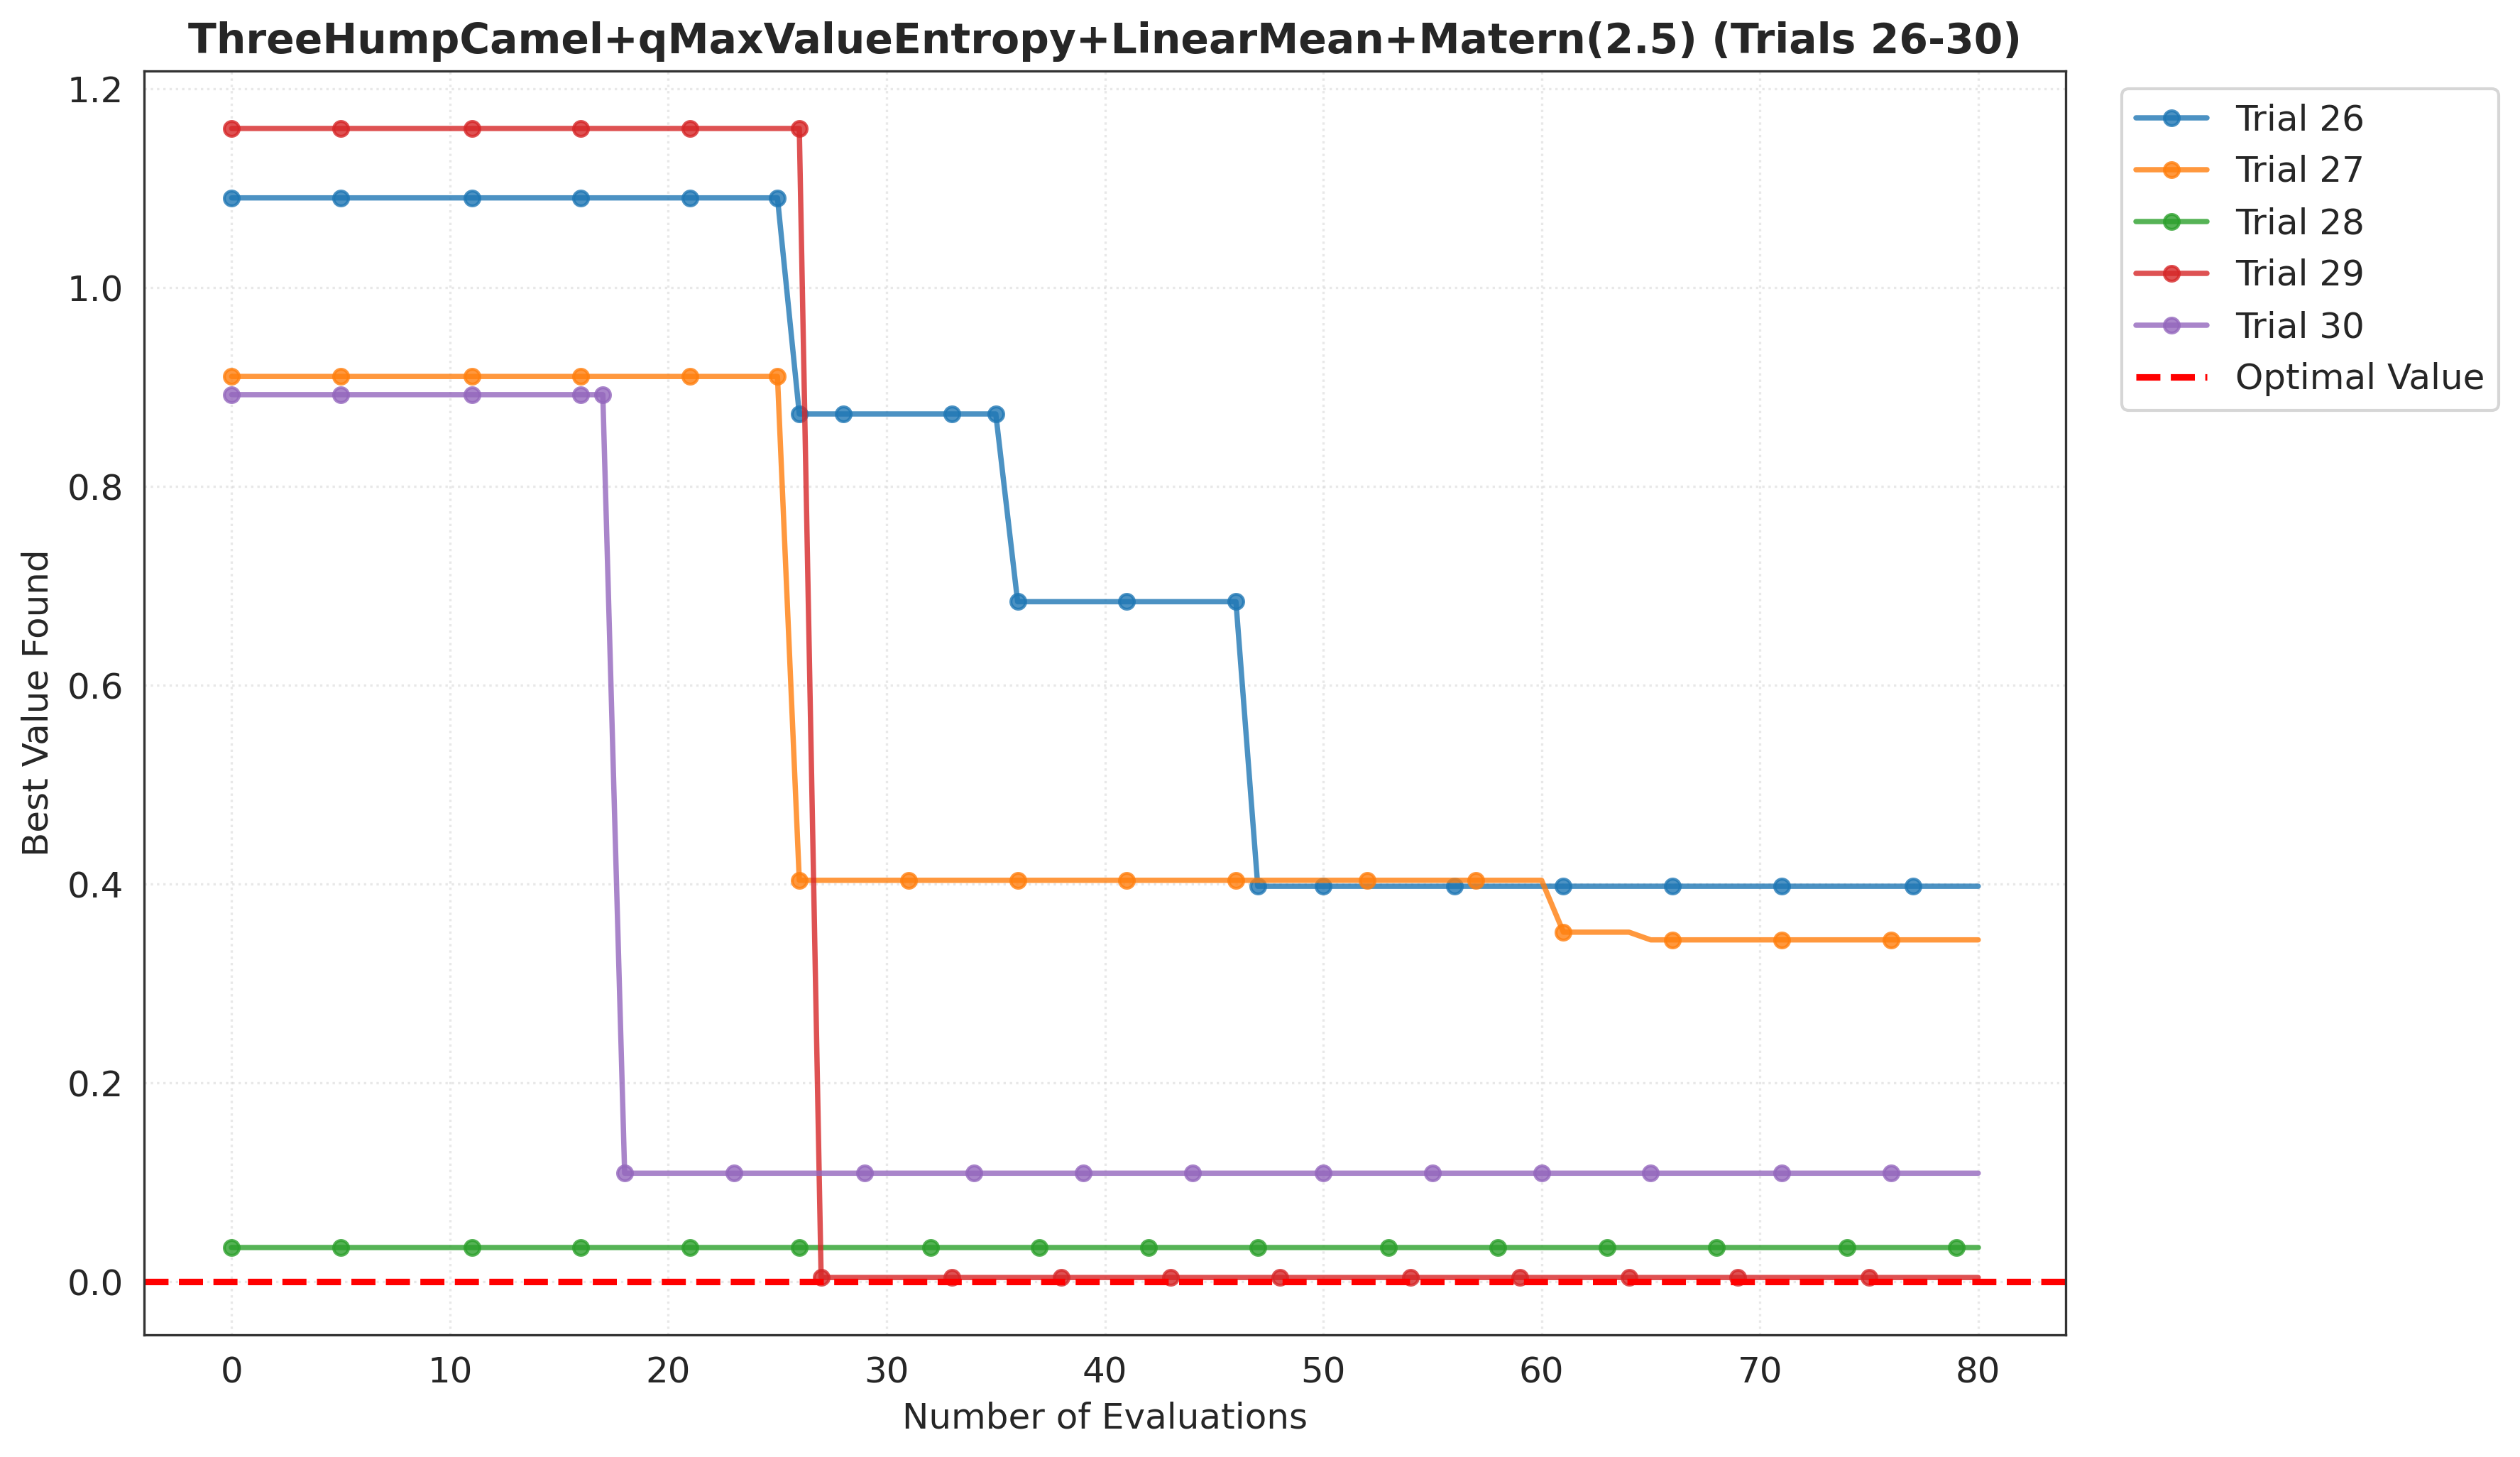 ThreeHumpCamel+qMaxValueEntropy+LinearMean+Matern(2.5) (Trials 26-30)
1.2
1.0
0.8
0.6
0.4
0.2
0.0
Best Value Found
0 10 20 30 40 50 60 70 80
Number of Evaluations
Trial 26
Trial 27
Trial 28
Trial 29
Trial 30
Optimal Value